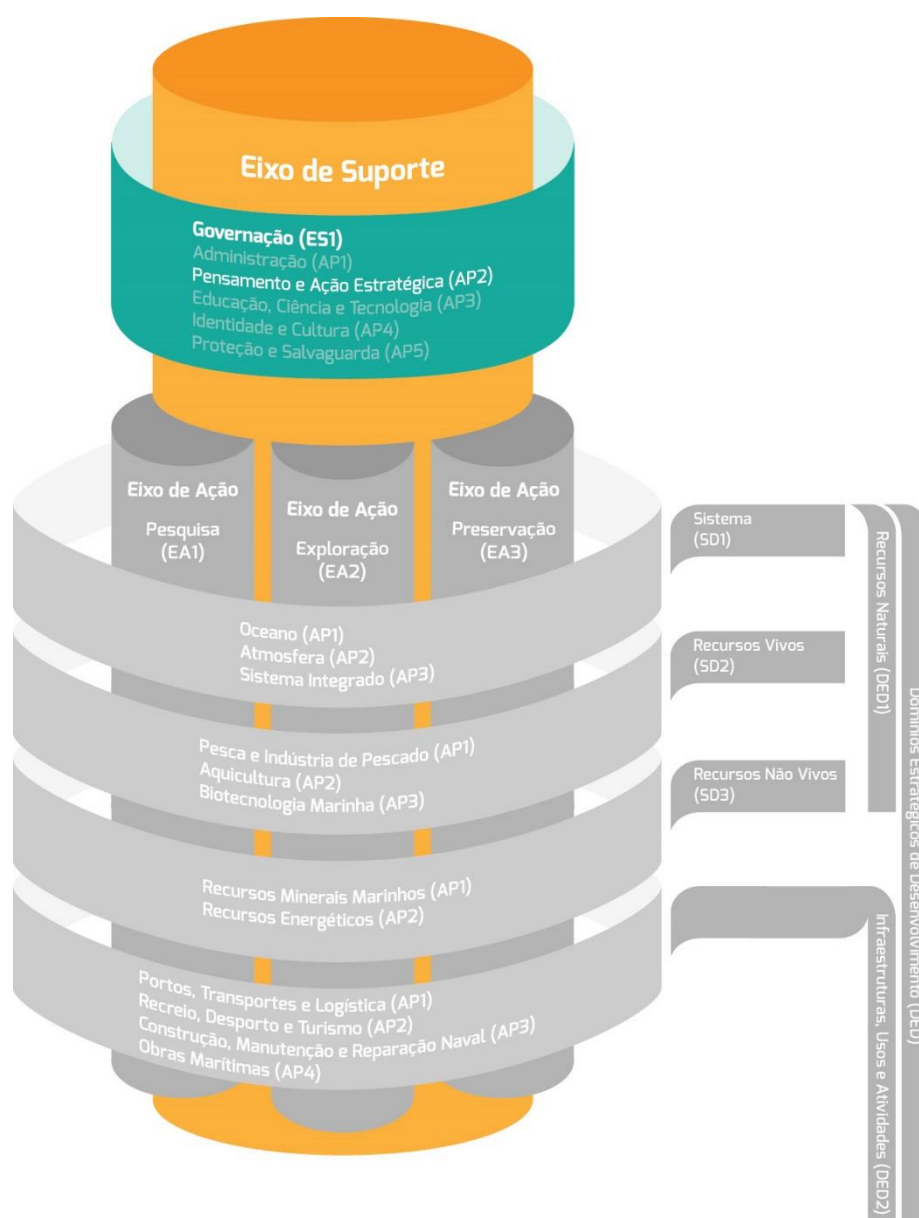 Eixo de Suporte
Governação (ES1)
Administração (AP1)
Pensamento e Ação Estratégica (AP2)
Educação, Ciência e Tecnologia (AP3)
Identidade e Cultura (AP4)
Proteção e Salvaguarda (AP5)
Eixo de Ação
Pesquisa
(EA1)
Eixo de Ação
Exploração
(EA2)
Eixo de Ação
Preservação
(EA3)
Oceano (AP1)
Atmosfera (AP2)
Sistema Integrado (AP3)
Sistema
(SD1)
Pesca e Indústria de Pescado (AP1)
Aquicultura (AP2)
Biotecnologia Marinha (AP3)
Recursos Vivos
(SD2)
Recursos Minerais Marinhos (AP1)
Recursos Energéticos (AP2)
Recursos Não Vivos
(SD3)
Portos, Transportes e Logística (AP1)
Recreio, Desporto e Turismo (AP2)
Construção, Manutenção e Reparação Naval (AP3)
Obras Marítimas (AP4)
Recursos Naturais (DED1)
Infraestruturas, Usos e Atividades (DED2)
Domínios Estratégicos de Desenvolvimento (DED)